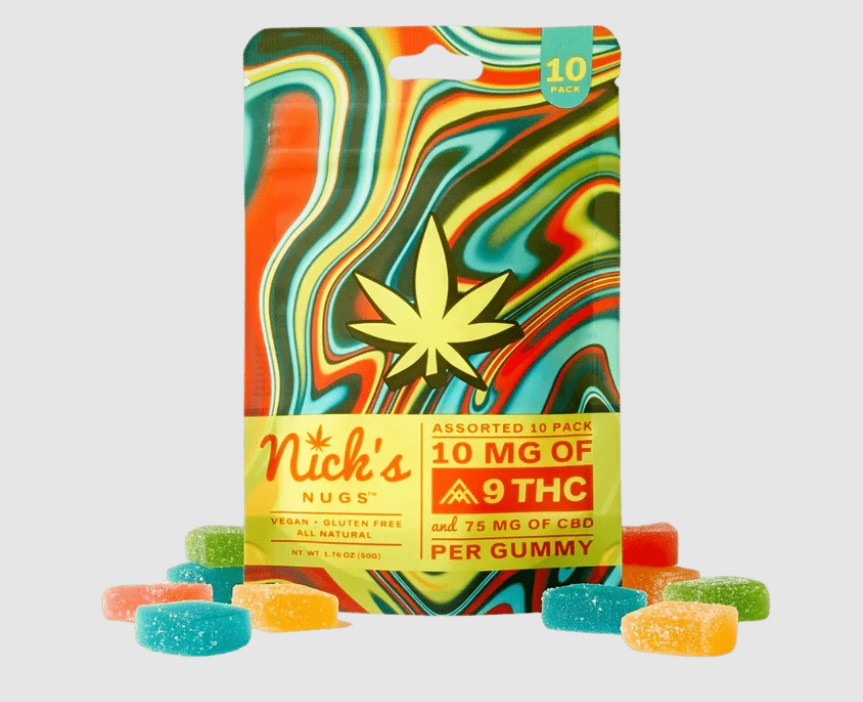 10
PACK
Nick's
NUGS™
VEGAN • GLUTEN FREE
ALL NATURAL
NT. WT 1.76 OZ (50G)
ASSORTED 10 PACK
10 MG OF
9 THC
and 75 MG OF CBD
PER GUMMY